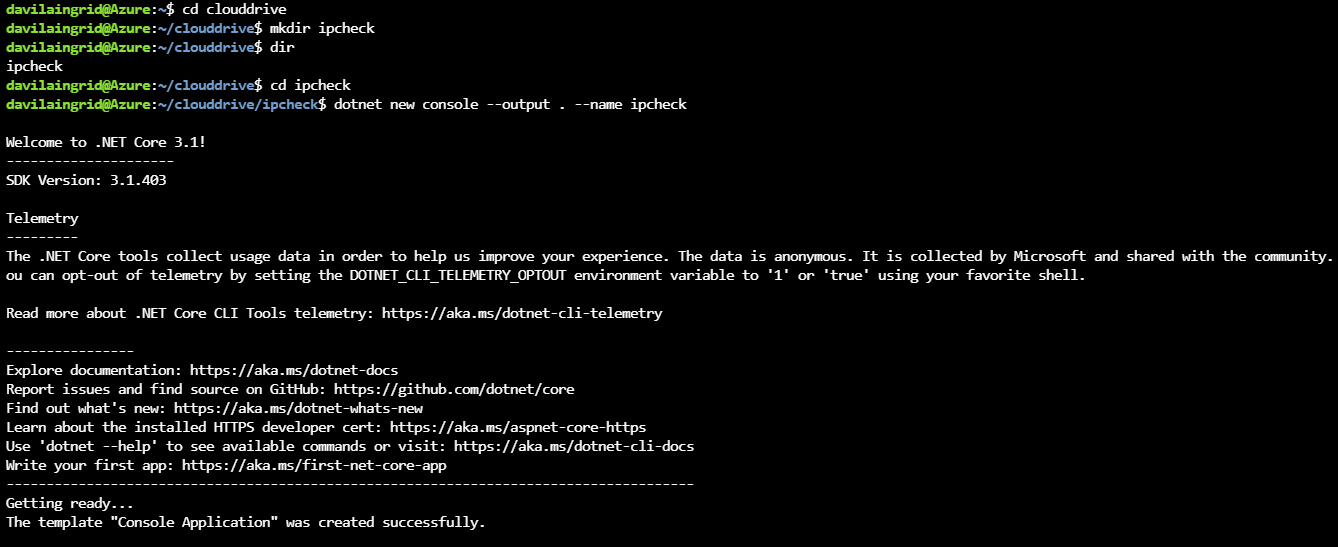 davilaingrid@Azure:~$ cd clouddrive
davilaingrid@Azure:~/clouddrive$ mkdir ipcheck
davilaingrid@Azure:~/clouddrive$ dir
ipcheck
davilaingrid@Azure:~/clouddrive$ cd ipcheck
davilaingrid@Azure:~/clouddrive/ipcheck$ dotnet new console --output . --name ipcheck
Welcome to .NET Core 3.1!
---------------------
SDK Version: 3.1.403
Telemetry
---------
The .NET Core tools collect usage data in order to help us improve your experience. The data is anonymous. It is collected by Microsoft and shared with the community.
ou can opt-out of telemetry by setting the DOTNET_CLI_TELEMETRY_OPTOUT environment variable to '1' or 'true' using your favorite shell.
Read more about .NET Core CLI Tools telemetry: https://aka.ms/dotnet-cli-telemetry
----------------
Explore documentation: https://aka.ms/dotnet-docs
Report issues and find source on GitHub: https://github.com/dotnet/core
Find out what's new: https://aka.ms/dotnet-whats-new
Learn about the installed HTTPS developer cert: https://aka.ms/aspnet-core-https
Use 'dotnet --help' to see available commands or visit: https://aka.ms/dotnet-cli-docs
Write your first app: https://aka.ms/first-net-core-app
--------------------------------------------------------------------------------------
Getting ready...
The template "Console Application" was created successfully.